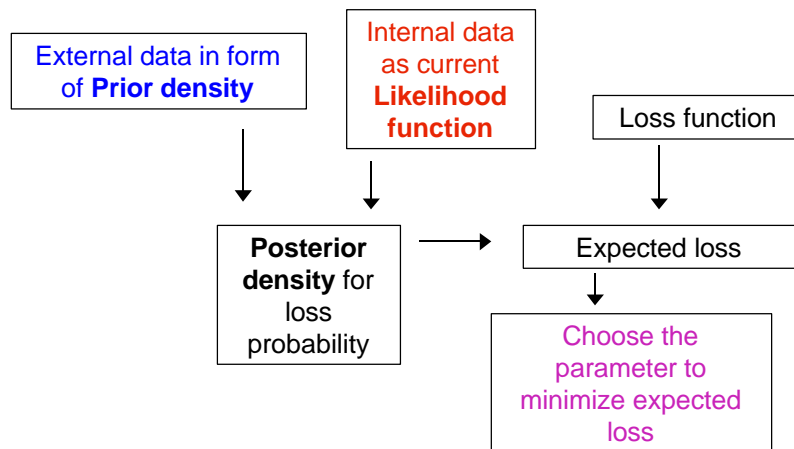 External data in form
of Prior density
Internal data
as current
Likelihood
function
Loss function
Posterior
density for
loss
probability
Expected loss
Choose the
parameter to
minimize expected
loss